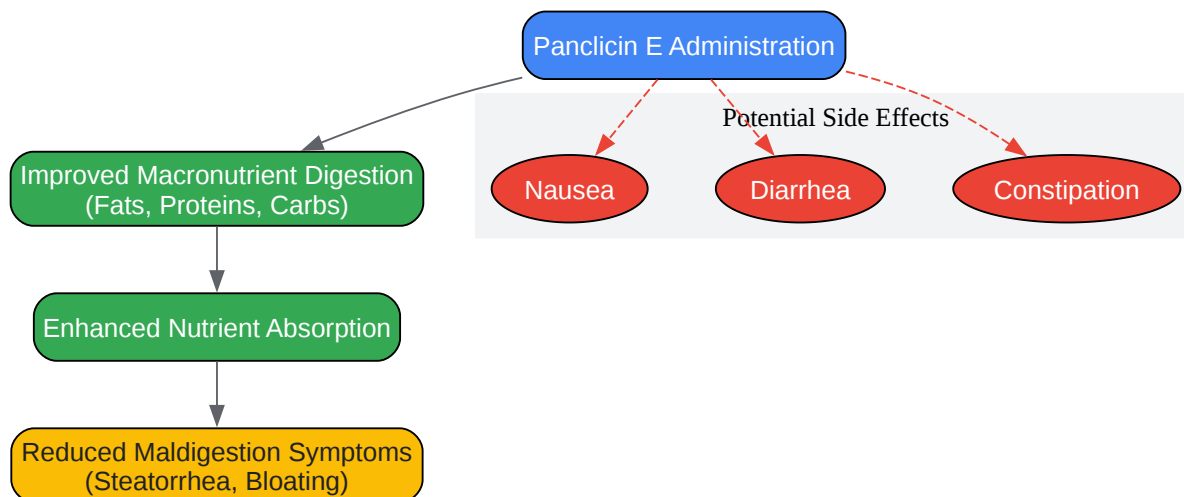 Panclicin E Administration
Potential Side Effects
Improved Macronutrient Digestion
(Fats, Proteins, Carbs)
Nausea
Diarrhea
Constipation
Enhanced Nutrient Absorption
Reduced Maldigestion Symptoms
(Steatorrhea, Bloating)